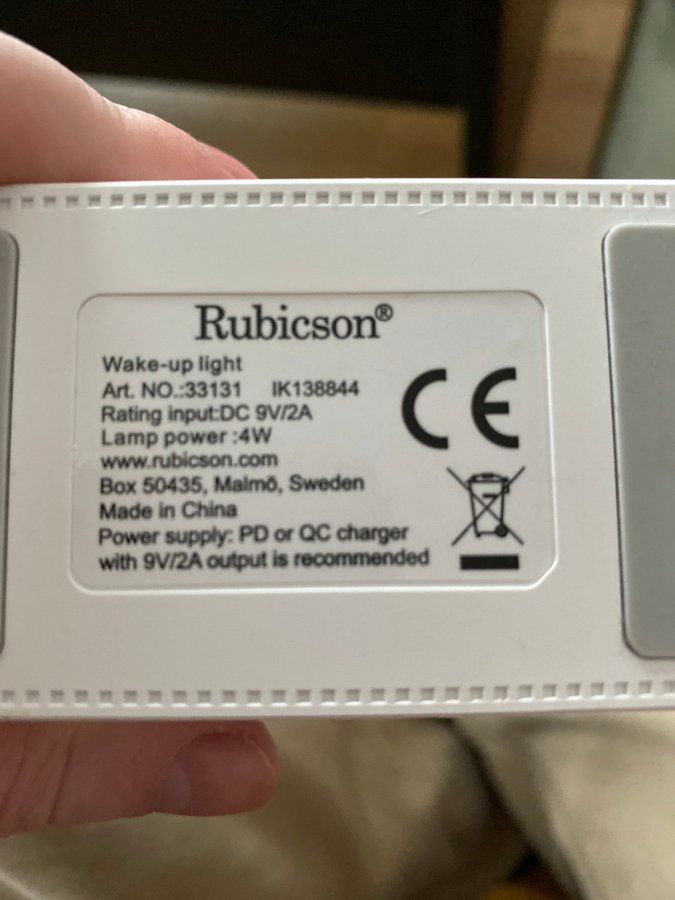 Rubicson®
Wake-up light
Art. NO.:33131 IK138844
Rating input:DC 9V/2A
Lamp power :4W
www.rubicson.com
Box 50435, Malmö, Sweden
Made in China
Power supply: PD or QC charger
with 9V/2A output is recommended
CE